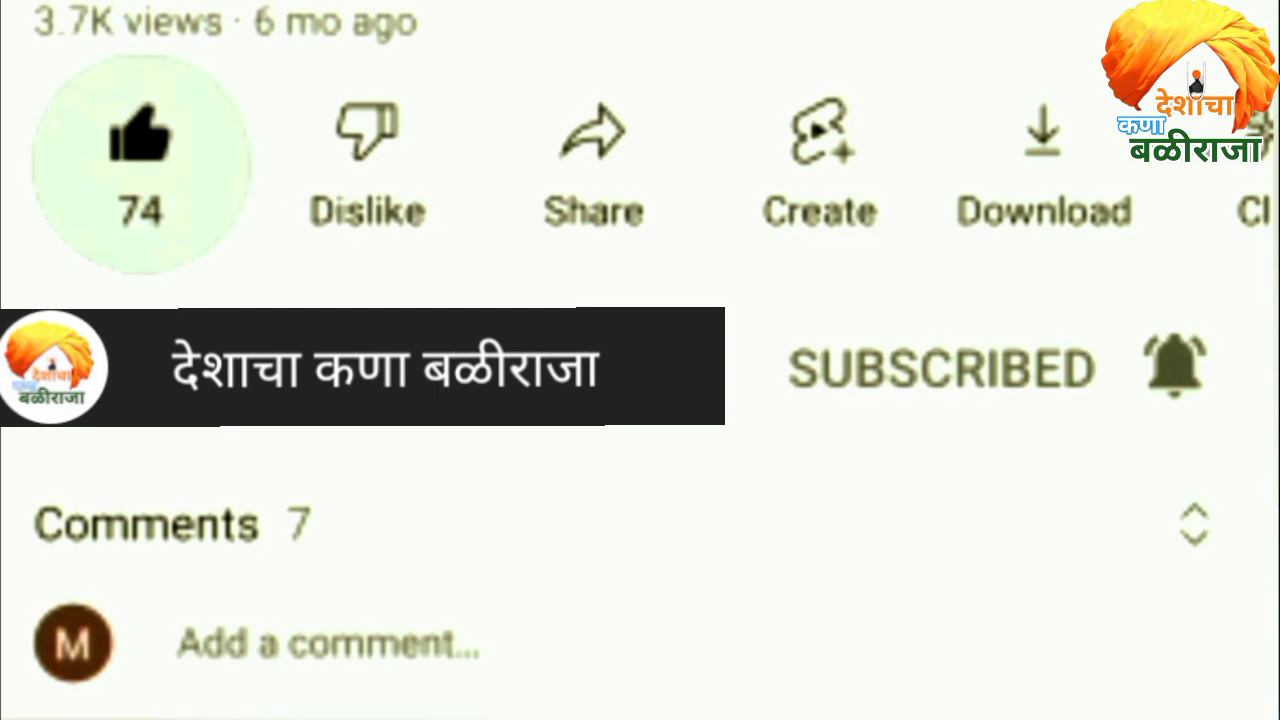 3.7K views · 6 mo ago
देशाचा
कणा
बळीराजा
74
Dislike
Share
Create
Download
Cl
देशाचा
बळीराजा
देशाचा कणा बळीराजा
SUBSCRIBED
Comments 7
M
Add a comment...